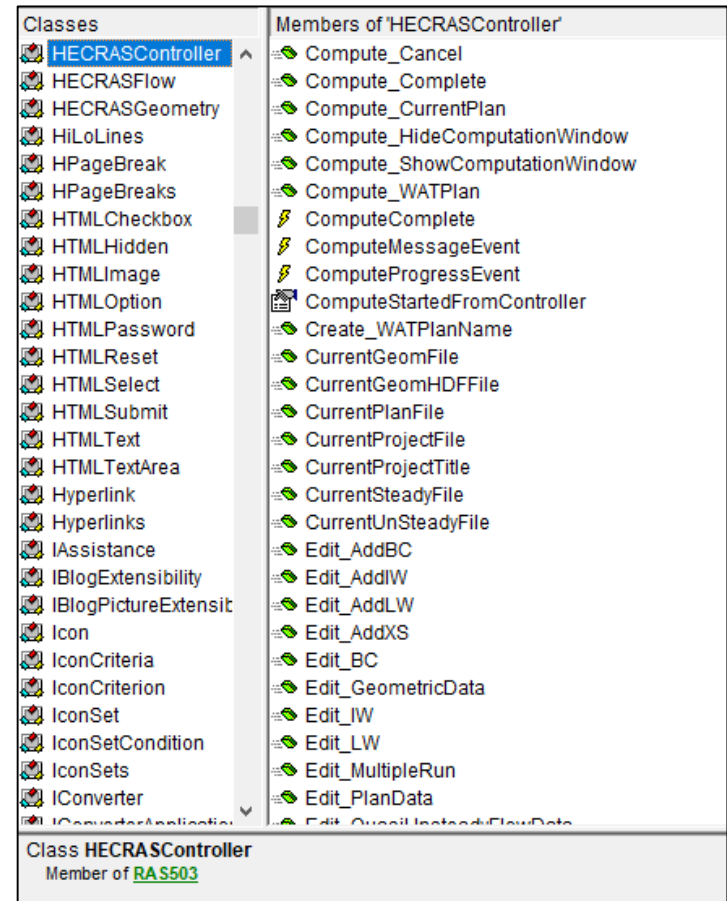 Classes
HECRASController
HECRASFlow
HECRASGeometry
HiLoLines
HPageBreak
HPageBreaks
HTMLCheckbox
HTMLHidden
HTMLImage
HTMLOption
HTMLPassword
HTMLReset
HTMLSelect
HTMLSubmit
HTMLText
HTMLTextArea
Hyperlink
Hyperlinks
IAssistance
IBlogExtensibility
IBlogPictureExtensib
Icon
IconCriteria
IconCriterion
IconSet
IconSetCondition
IconSets
IConverter
Members of 'HECRASController'
Compute_Cancel
Compute_Complete
Compute_CurrentPlan
Compute_HideComputationWindow
Compute_ShowComputationWindow
Compute_WATPlan
ComputeComplete
ComputeMessageEvent
ComputeProgressEvent
ComputeStartedFromController
Create_WATPlanName
CurrentGeomFile
CurrentGeomHDFFile
CurrentPlanFile
CurrentProjectFile
CurrentProjectTitle
CurrentSteadyFile
CurrentUnSteadyFile
Edit_AddBC
Edit_AddIW
Edit_AddLW
Edit_AddXS
Edit_BC
Edit_GeometricData
Edit_IW
Edit_LW
Edit_MultipleRun
Edit_PlanData
Class HECRASController
Member of RAS503